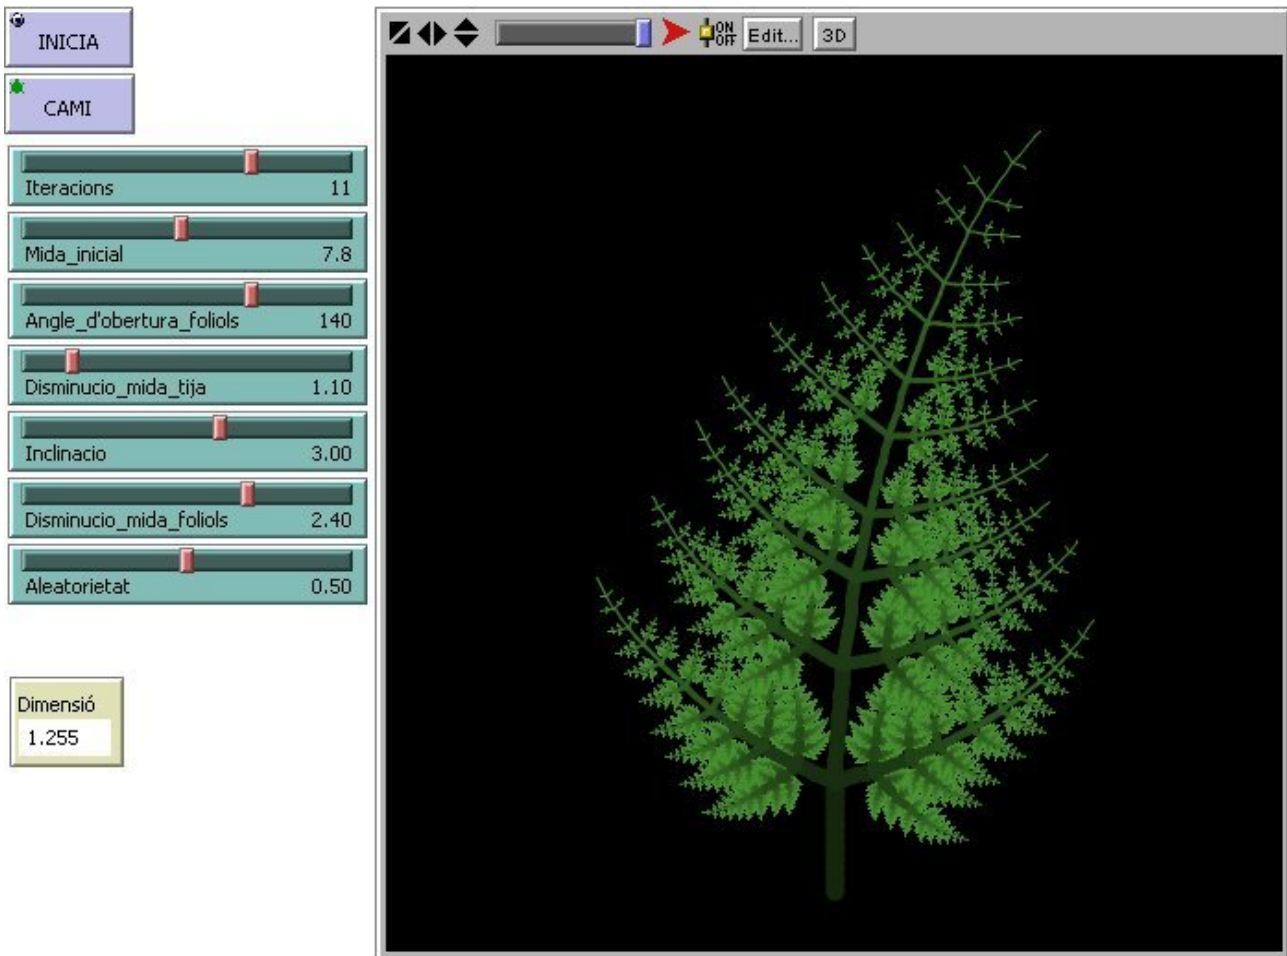 INICIA
CAMI
Iteracions 11
Mida_inicial 7.8
Angle_d'obertura_foliols 140
Disminucio_mida_tija 1.10
Inclinacio 3.00
Disminucio_mida_foliols 2.40
Aleatorietat 0.50
Dimensió
1.255
ON
OFF
Edit...
3D